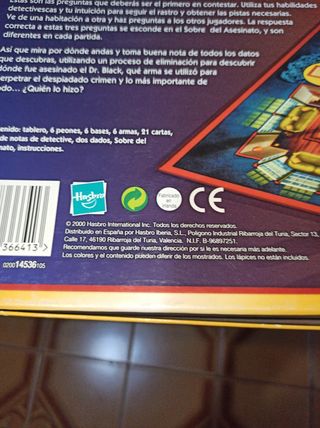 Éstas son las preguntas que deberás ser el primero en contestar. Utiliza tus habilidades
detectivescas y tu intuición para seguir el rastro y obtener las pistas necesarias.
Ve de una habitación a otra y haz preguntas a los otros jugadores. La respuesta
correcta a estas tres preguntas se esconde en el Sobre del Asesinato, y son
diferentes en cada partida.
Así que mira por dónde andas y toma buena nota de todos los datos
que descubras, utilizando un proceso de eliminación para descubrir
dónde fue asesinado el Dr. Black, qué arma se utilizó para
perpetrar el despiadado crimen y lo más importante de
todo... ¿Quién lo hizo?
tablero, 6 peones, 6 bases, 6 armas, 21 cartas,
de notas de detective, dos dados, Sobre del
instrucciones.
Hasbro
Fabricado
en
Irlanda
CE
366413
020014536105
© 2000 Hasbro International Inc. Todos los derechos reservados.
Distribuido en España por Hasbro Iberia, S.L., Polígono Industrial Ribarroja del Turia, Sector 13,
Calle 17, 46190 Ribarroja del Turia, Valencia. N.I.F. B-96897251.
Recomendamos que guarde nuestra dirección por si le es necesaria más adelante.
Los colores y el contenido pueden diferir de los mostrados. Los lápices no están incluidos.